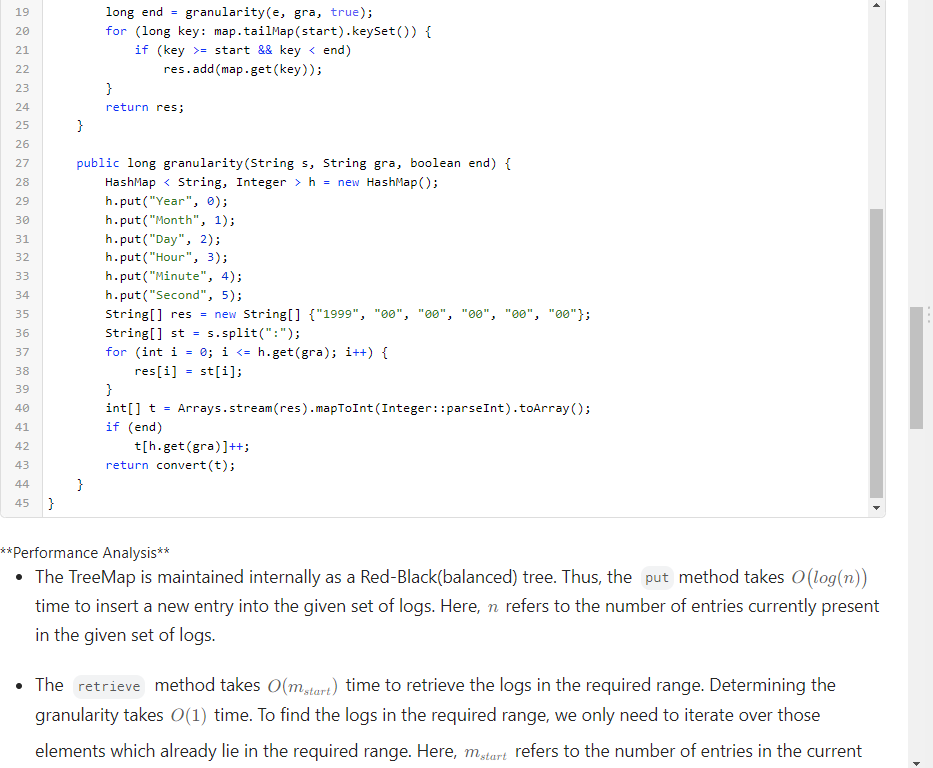 19 long end = granularity(e, gra, true);
20 for (long key: map.tailMap(start).keySet()) {
21 if (key >= start && key < end)
22 res.add(map.get(key));
23 }
24 return res;
25 }
26
27 public long granularity(String s, String gra, boolean end) {
28 HashMap < String, Integer > h = new HashMap();
29 h.put("Year", 0);
30 h.put("Month", 1);
31 h.put("Day", 2);
32 h.put("Hour", 3);
33 h.put("Minute", 4);
34 h.put("Second", 5);
35 String[] res = new String[] {"1999", "00", "00", "00", "00", "00"};
36 String[] st = s.split(":");
37 for (int i = 0; i <= h.get(gra); i++) {
38 res[i] = st[i];
39 }
40 int[] t = Arrays.stream(res).mapToInt(Integer::parseInt).toArray();
41 if (end)
42 t[h.get(gra)]++;
43 return convert(t);
44 }
45 }
**Performance Analysis**
• The TreeMap is maintained internally as a Red-Black(balanced) tree. Thus, the put method takes O(log(n))
time to insert a new entry into the given set of logs. Here, n refers to the number of entries currently present
in the given set of logs.
• The retrieve method takes O(m_start) time to retrieve the logs in the required range. Determining the
granularity takes O(1) time. To find the logs in the required range, we only need to iterate over those
elements which already lie in the required range. Here, m_start refers to the number of entries in the current